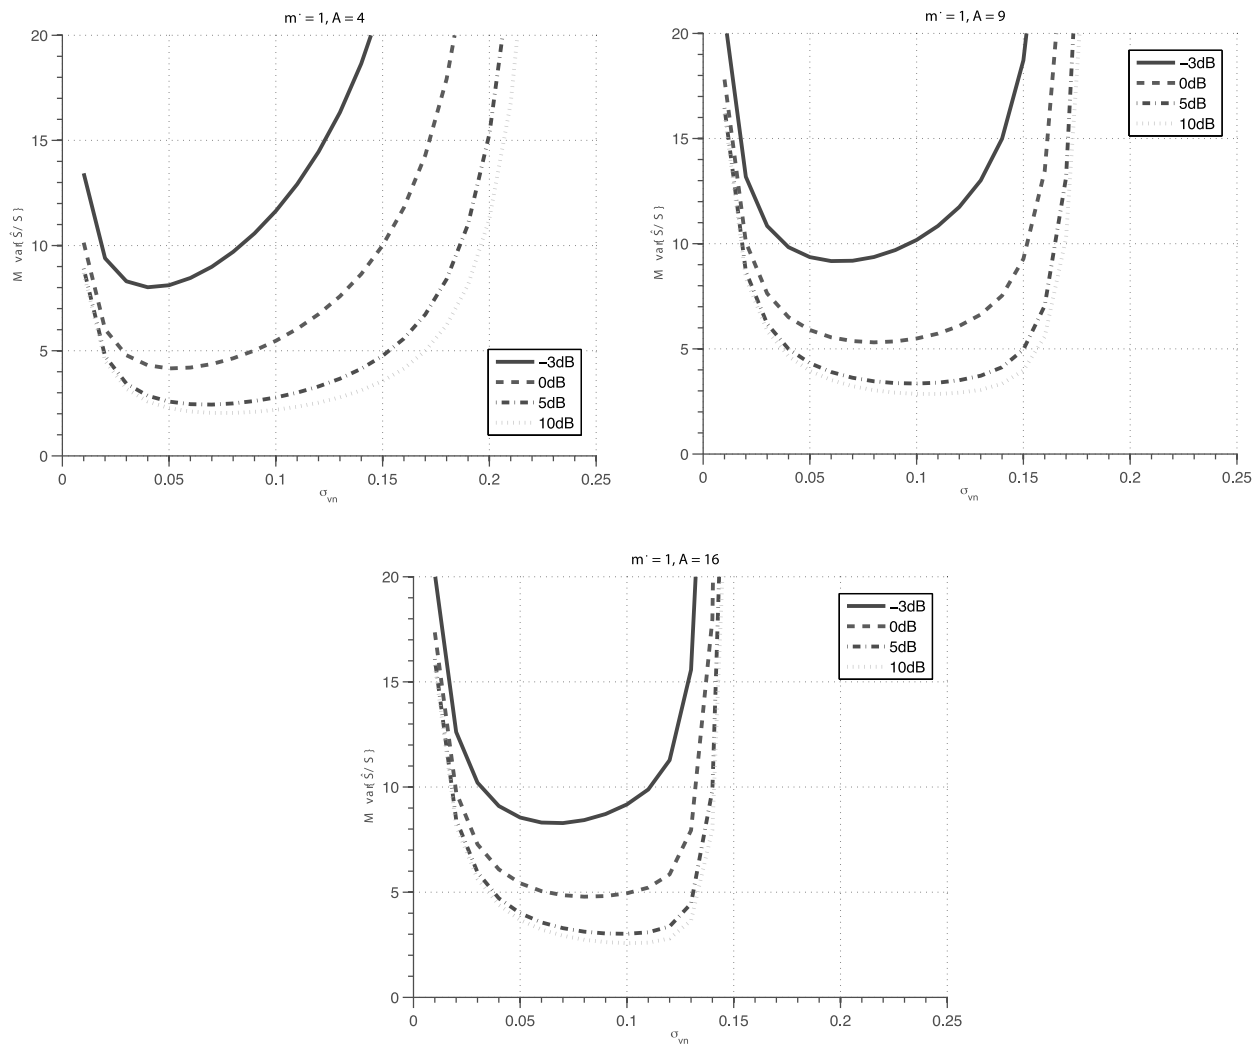 m˙ = 1, A = 4
20
15
10
5
0
M var{Ŝ/S}
0 0.05 0.1 0.15 0.2 0.25
σvn
−3dB
0dB
5dB
10dB
m˙ = 1, A = 9
20
15
10
5
0
M var{Ŝ/S}
0 0.05 0.1 0.15 0.2 0.25
σvn
−3dB
0dB
5dB
10dB
m˙ = 1, A = 16
20
15
10
5
0
M var{Ŝ/S}
0 0.05 0.1 0.15 0.2 0.25
σvn
−3dB
0dB
5dB
10dB